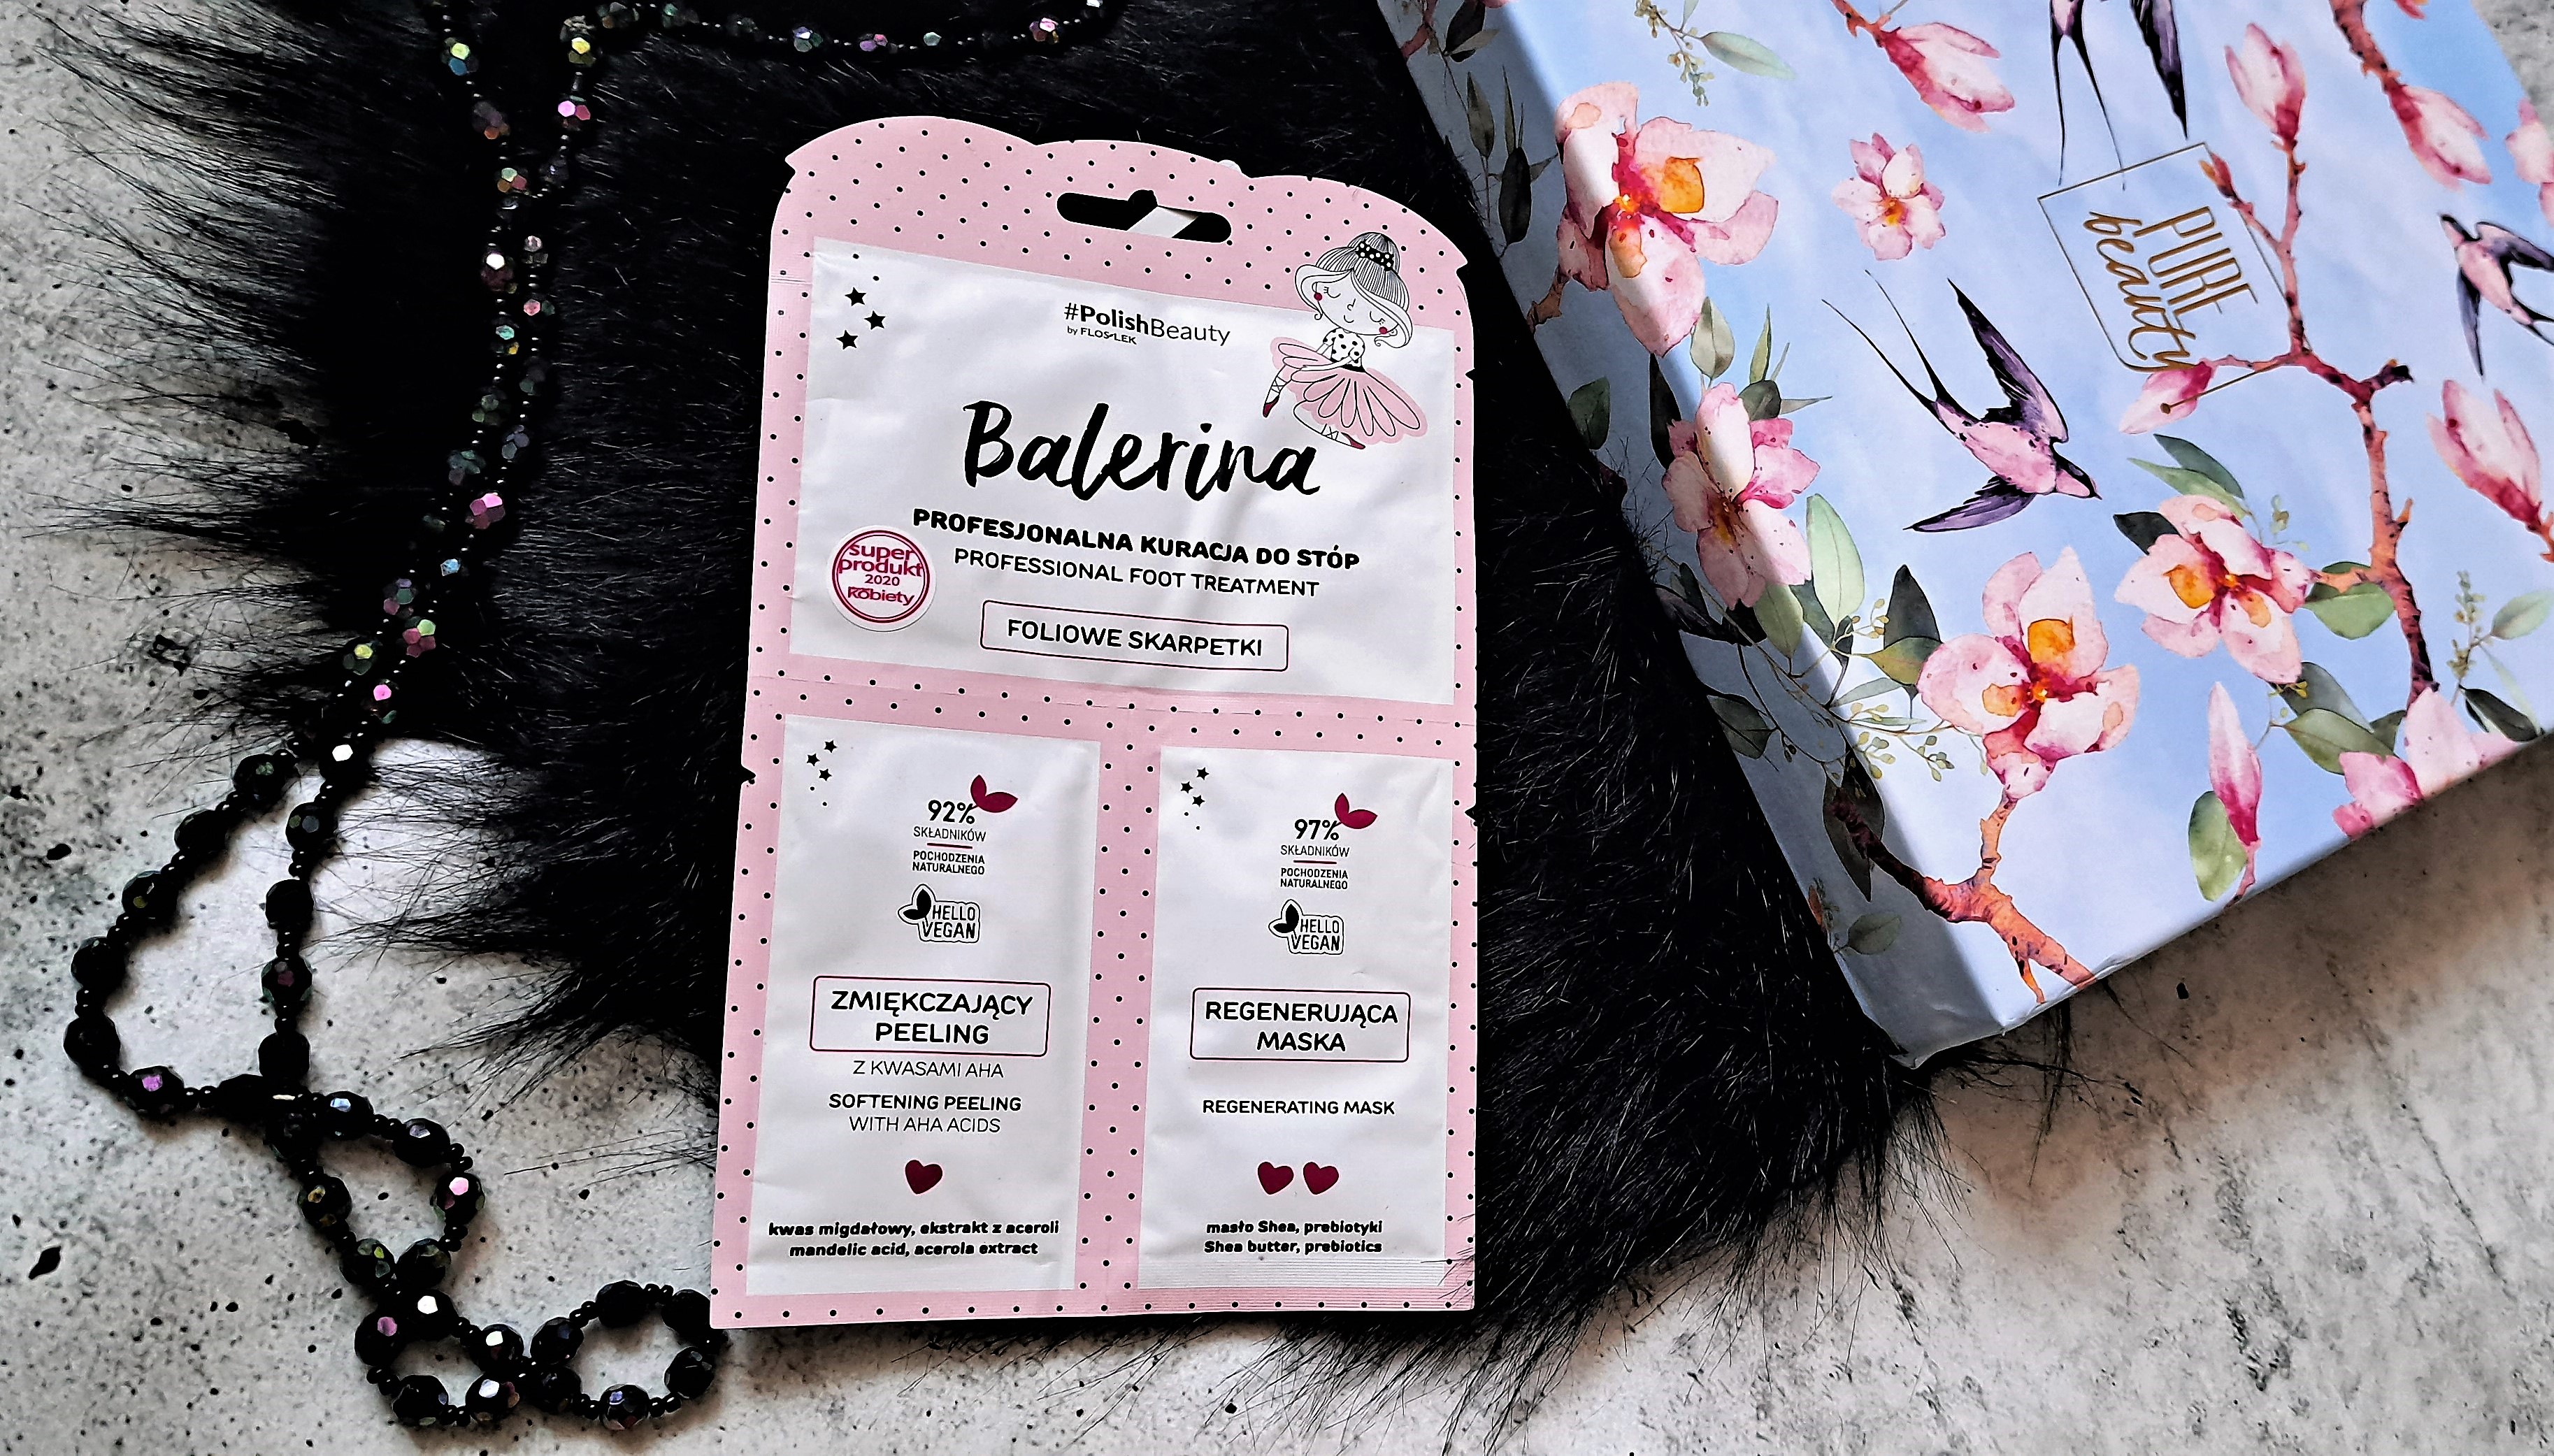 #PolishBeauty
by FLOSLEK
Balerina
PROFESJONALNA KURACJA DO STÓP
PROFESSIONAL FOOT TREATMENT
super
produkt
2020
kobiety
FOLIOWE SKARPETKI
92%
SKŁADNIKÓW
POCHODZENIA
NATURALNEGO
HELLO
VEGAN
ZMIĘKCZAJĄCY
PEELING
Z KWASAMI AHA
SOFTENING PEELING
WITH AHA ACIDS
kwas migdałowy, ekstrakt z aceroli
mandelic acid, acerola extract
97%
SKŁADNIKÓW
POCHODZENIA
NATURALNEGO
HELLO
VEGAN
REGENERUJĄCA
MASKA
REGENERATING MASK
masło Shea, prebiotyki
Shea butter, prebiotics
PURE
beauty